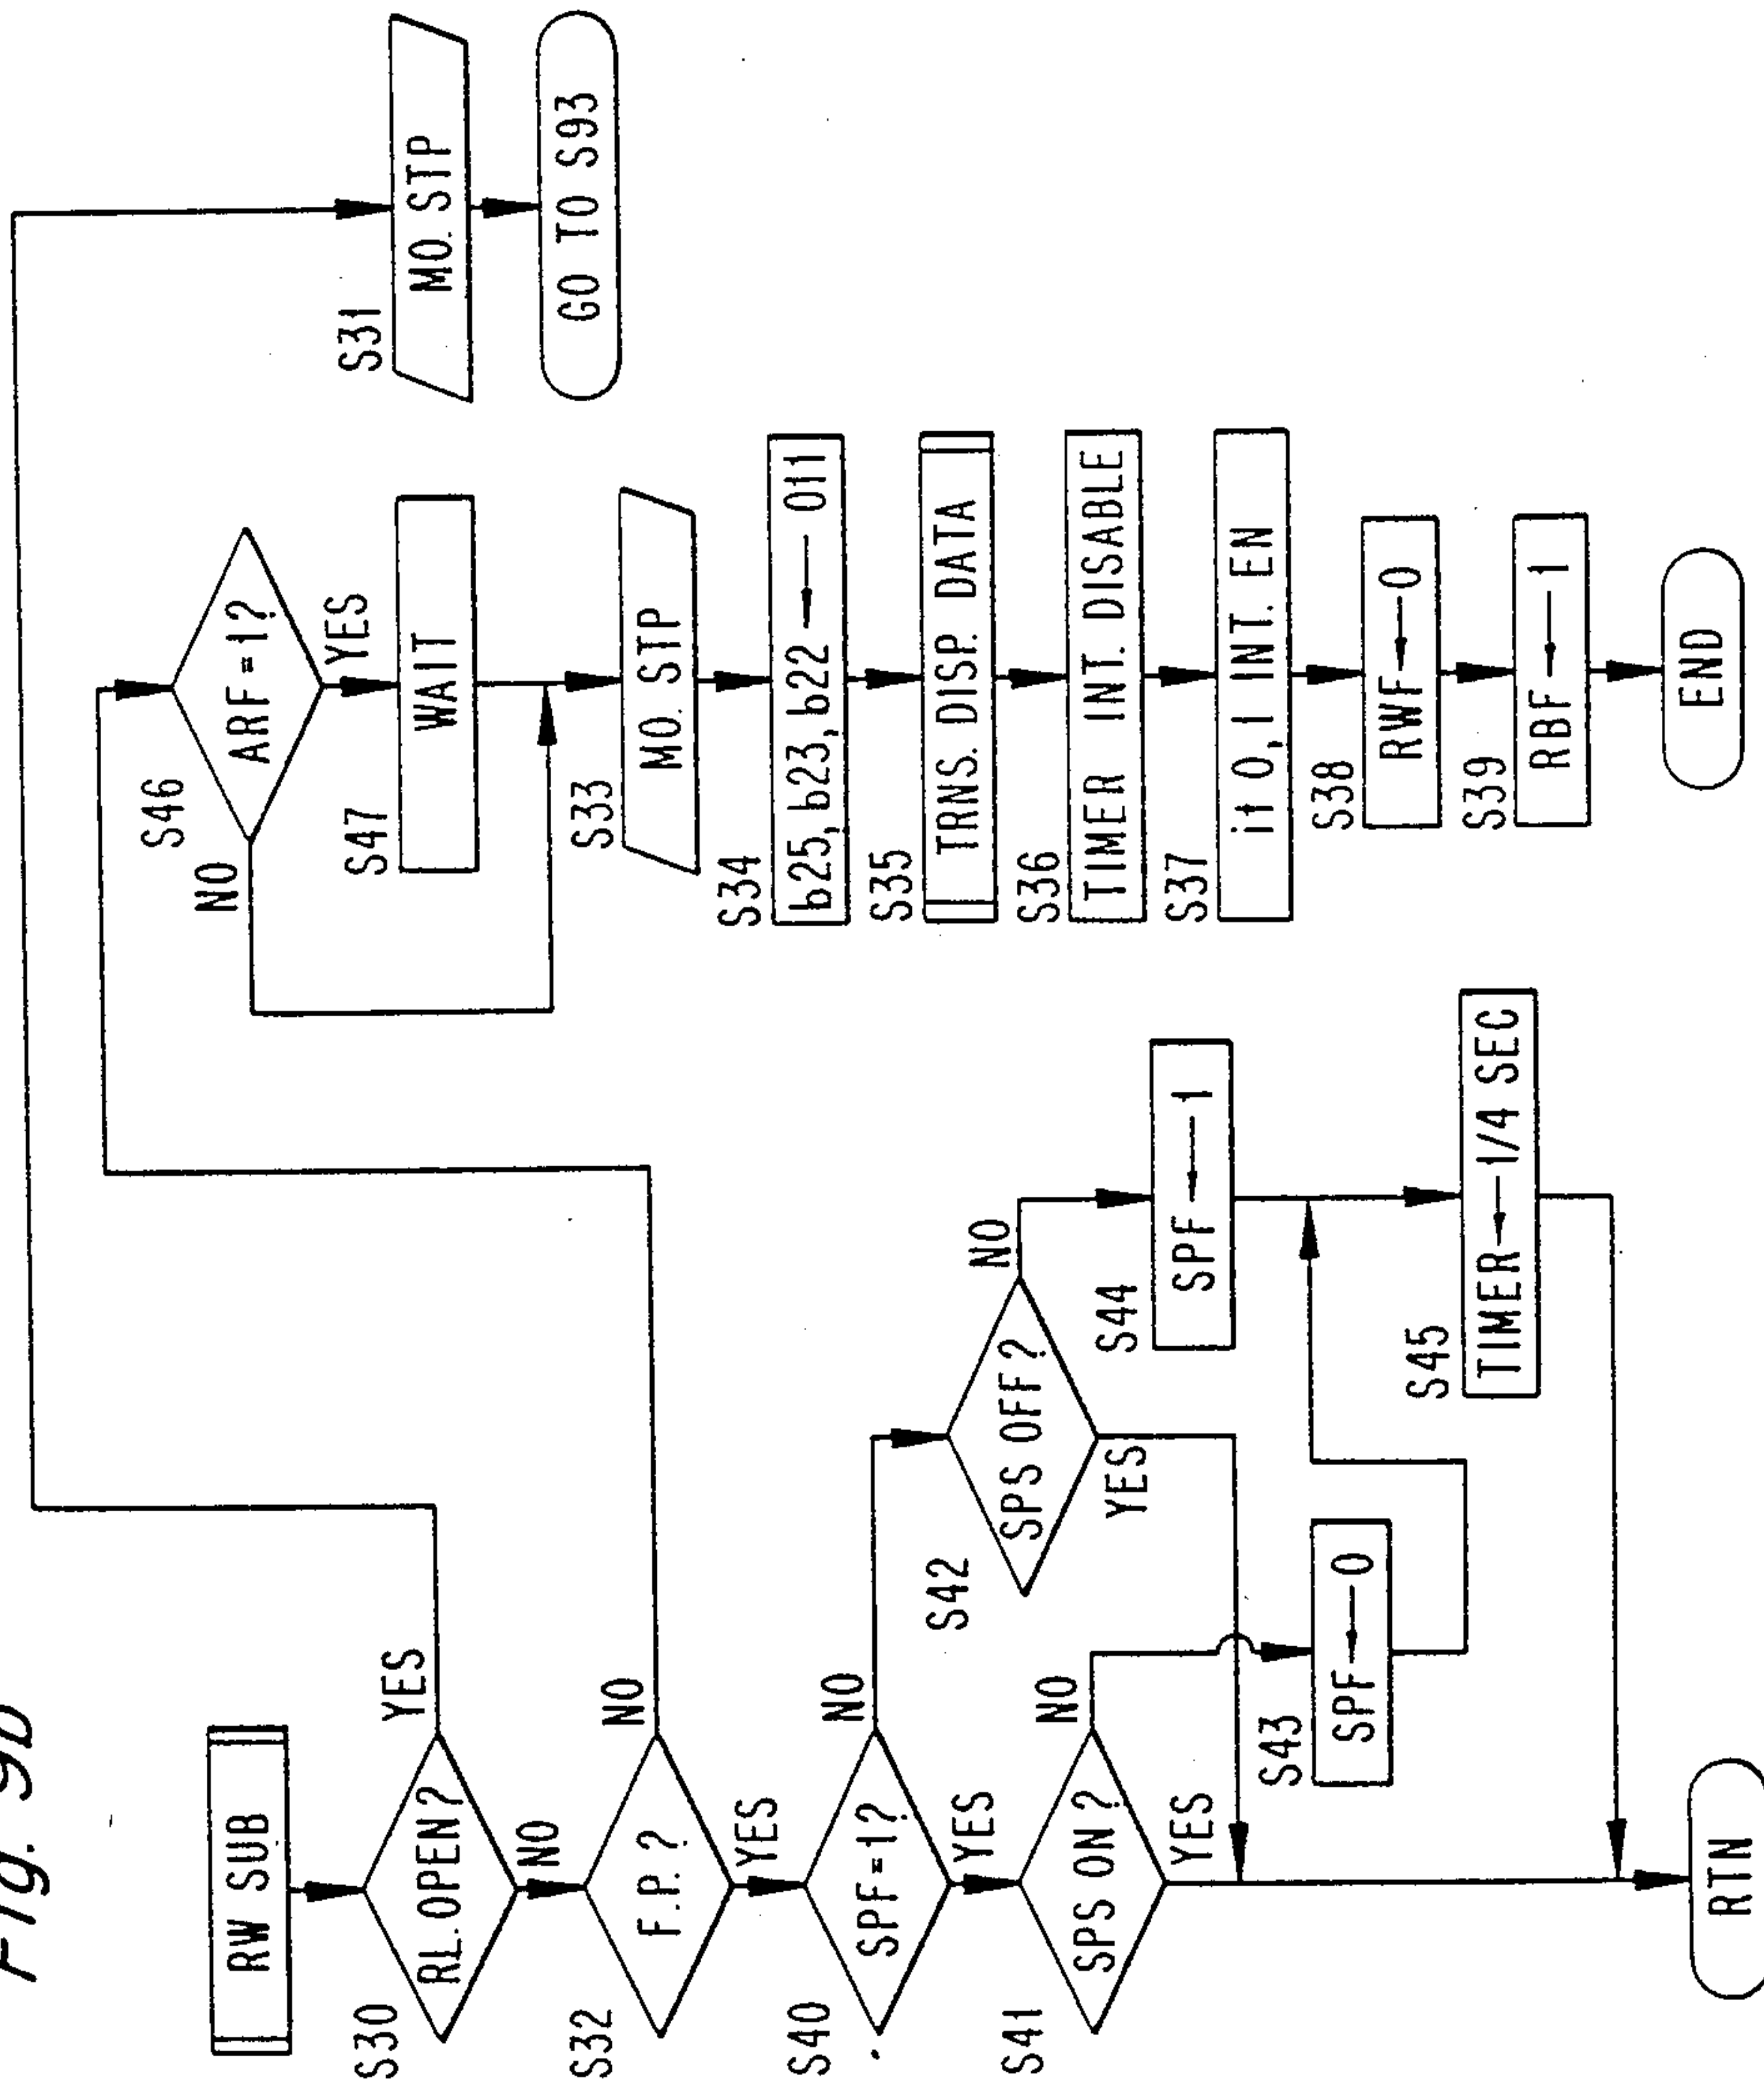 Fig. 9b
RW SUB
S30
RL.OPEN?
YES
NO
S32
F.P.?
NO
YES
S40
SPF=1?
NO
YES
S41
SPS ON?
NO
YES
S42
SPS OFF?
NO
YES
S43
SPF→0
S44
SPF→1
S45
TIMER→1/4 SEC
RTN
S46
ARF=1?
NO
YES
S47
WAIT
S33
MO. STP
S34
b25, b23, b22→011
S35
TRNS. DISP. DATA
S36
TIMER INT. DISABLE
S37
it 0,1 INT. EN
S38
RWF→0
S39
RBF→1
END
S31
MO. STP
GO TO S93